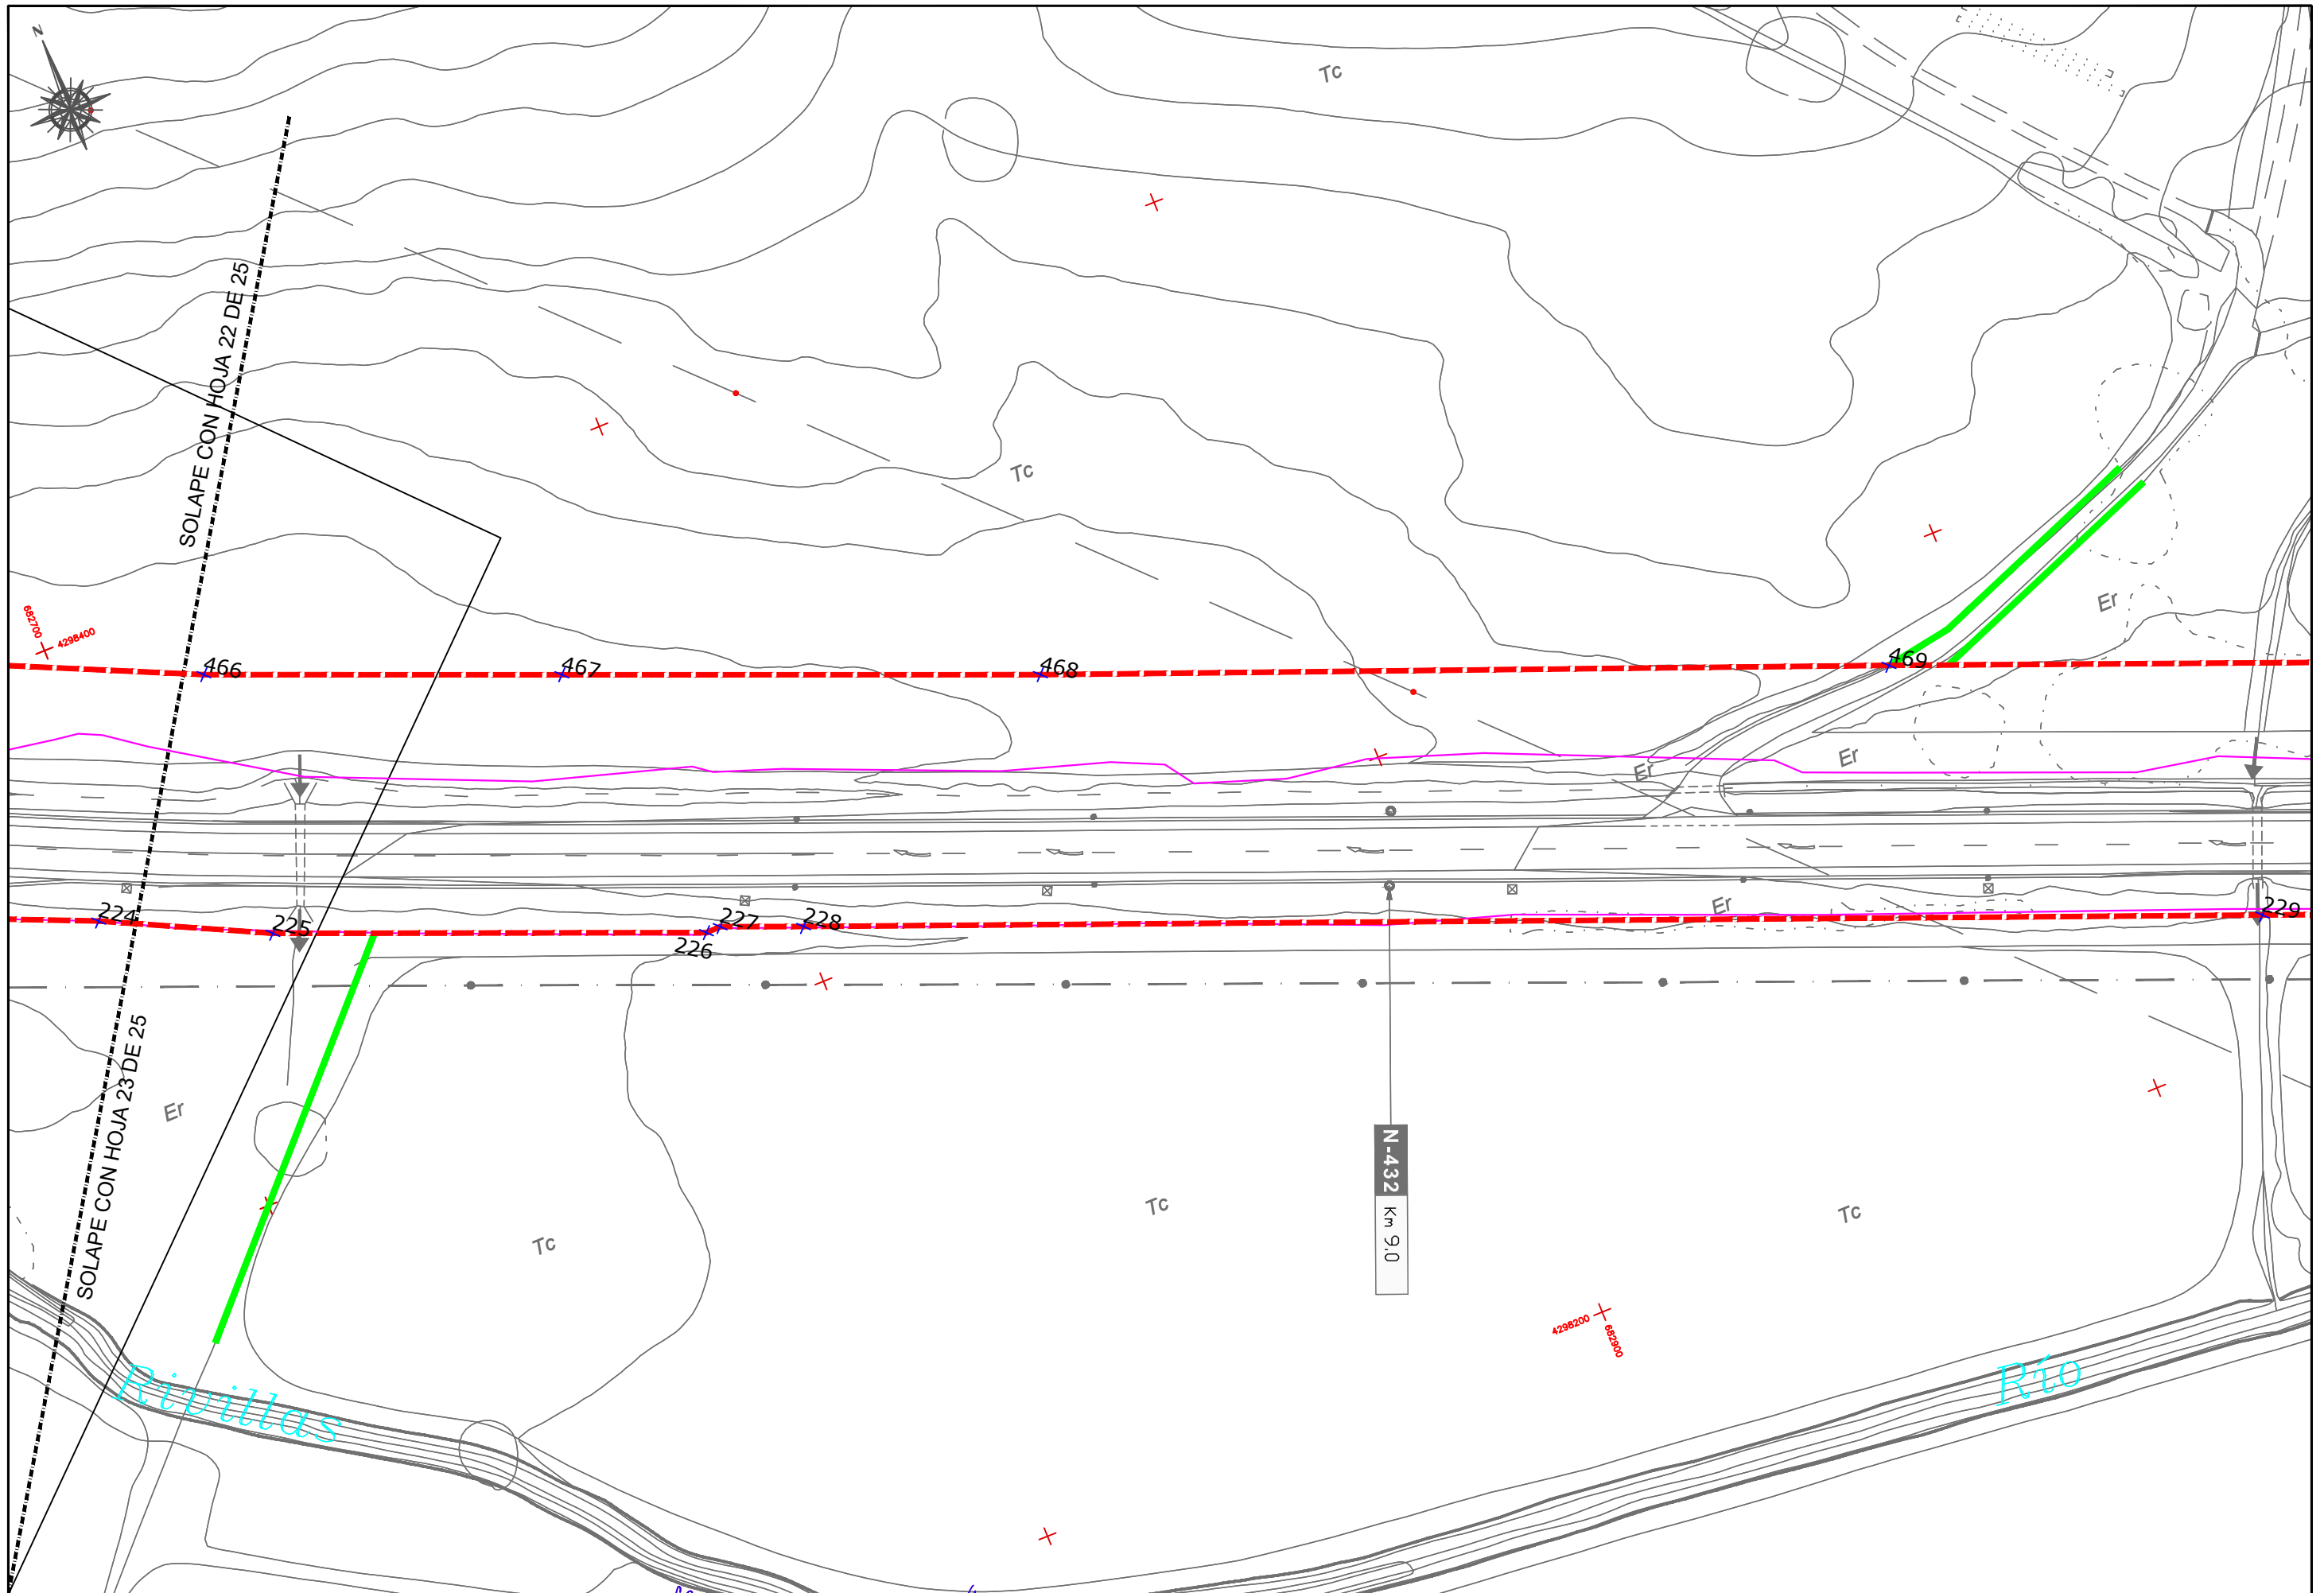 N
Tc
SOLAPE CON HOJA 22 DE 25
Tc
Er
682700
4298400
466
467
468
469
Er
Er
224
225
226
227
228
Er
229
SOLAPE CON HOJA 23 DE 25
Er
Tc
Tc
Tc
N-432
Km 9.0
4298200
682900
Rivillas
Río